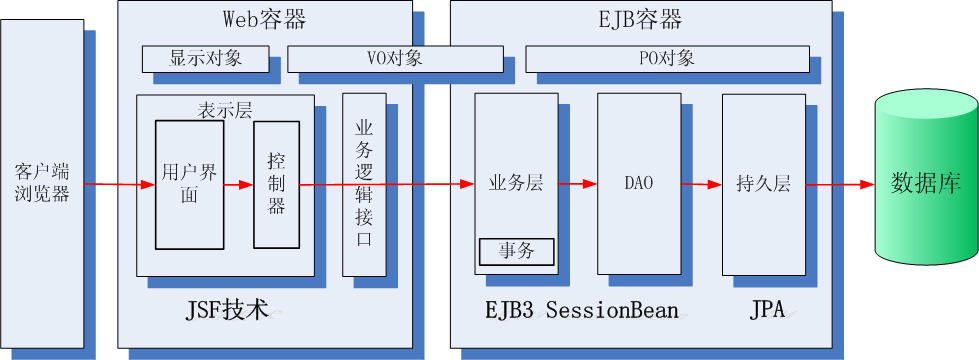 Web容器
EJB容器
显示对象
VO对象
PO对象
客户端
浏览器
表示层
用户界
面
控
制
器
业
务
逻
辑
接
口
业务层
事务
DAO
持久层
数据库
JSF技术
EJB3 SessionBean
JPA